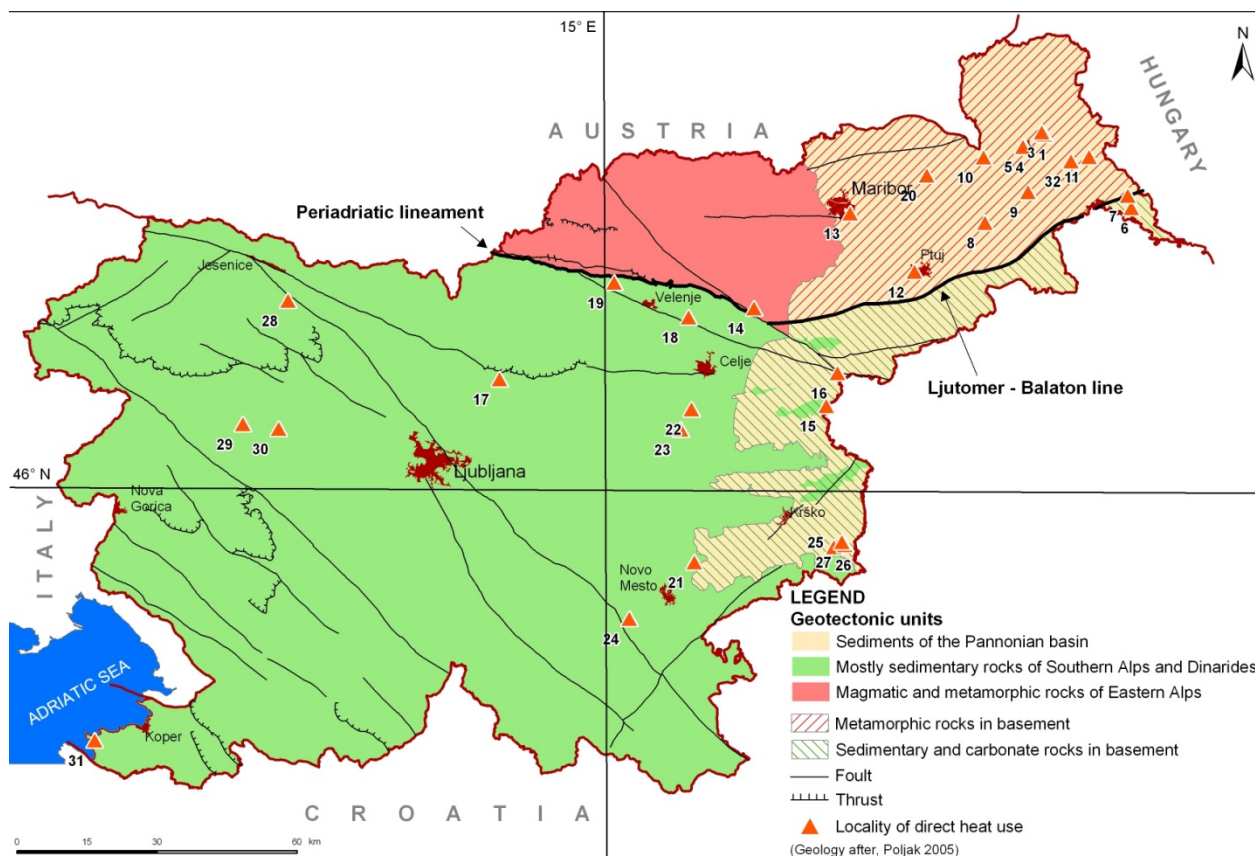 15° E
N
HUNGARY
AUSTRIA
Periadriatic lineament
Maribor
Jesenice
Velenje
Ptuj
Celje
Ljutomer - Balaton line
Ljubljana
46° N
Nova
Gorica
Krško
Novo
Mesto
ITALY
ADRIATIC SEA
Koper
CROATIA
1
3
5 4
10
20
32
11
9
7
6
8
13
12
19
18
14
28
17
16
15
22
23
29
30
25
27
26
21
24
31
LEGEND
Geotectonic units
Sediments of the Pannonian basin
Mostly sedimentary rocks of Southern Alps and Dinarides
Magmatic and metamorphic rocks of Eastern Alps
Metamorphic rocks in basement
Sedimentary and carbonate rocks in basement
Foult
Thrust
Locality of direct heat use
(Geology after, Poljak 2005)
0 15 30 60 km